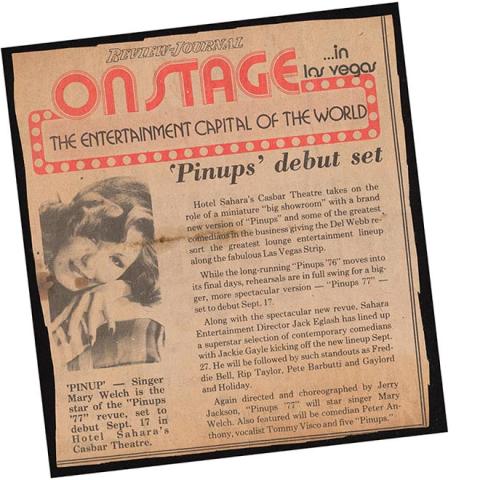 REVIEW-JOURNAL
ON STAGE
...in
las vegas
THE ENTERTAINMENT CAPITAL OF THE WORLD
'Pinups' debut set
Hotel Sahara's Casbar Theatre takes on the
role of a miniature "big showroom" with a brand
new version of "Pinups" and some of the greatest
comedians in the business giving the Del Webb re-
sort the greatest lounge entertainment lineup
along the fabulous Las Vegas Strip.
While the long-running "Pinups '76" moves into
its final days, rehearsals are in full swing for a big-
ger, more spectacular version — "Pinups 77" —
set to debut Sept. 17.
Along with the spectacular new revue, Sahara
Entertainment Director Jack Eglash has lined up
a superstar selection of contemporary comedians
with Jackie Gayle kicking off the new lineup Sept.
27. He will be followed by such standouts as Fred-
die Bell, Rip Taylor, Pete Barbutti and Gaylord
and Holiday.
Again directed and choreographed by Jerry
Jackson, "Pinups '77" will star singer Mary
Welch. Also featured will be comedian Peter An-
thony, vocalist Tommy Visco and five "Pinups."
'PINUP' — Singer
Mary Welch is the
star of the "Pinups
'77" revue, set to
debut Sept. 17 in
Hotel Sahara's
Casbar Theatre.